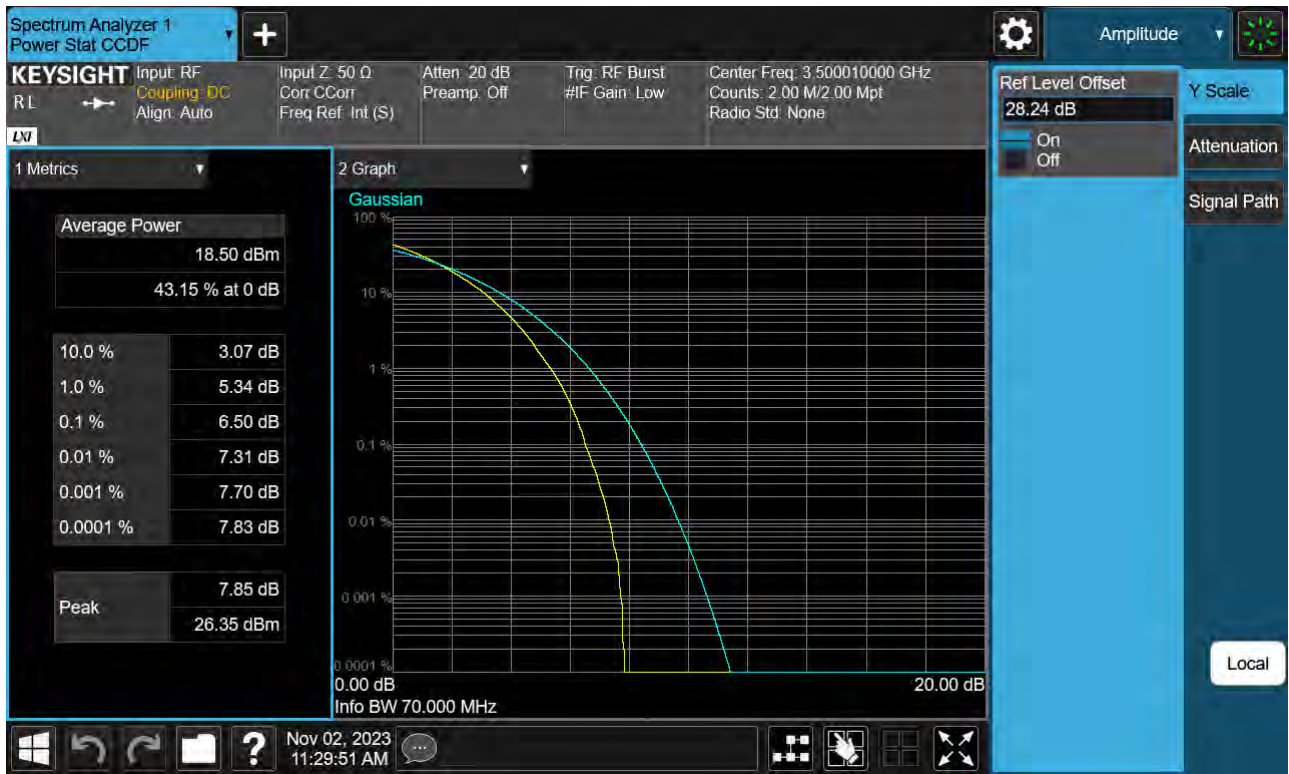 Spectrum Analyzer 1
Power Stat CCDF
+
Amplitude
KEYSIGHT
RL
LXI
Input: RF
Coupling: DC
Align: Auto
Input Z: 50 Ω
Corr CCorr
Freq Ref: Int (S)
Atten: 20 dB
Preamp: Off
Trig: RF Burst
#IF Gain: Low
Center Freq: 3.500010000 GHz
Counts: 2.00 M/2.00 Mpt
Radio Std: None
Ref Level Offset
28.24 dB
On
Off
Y Scale
Attenuation
Signal Path
Local
1 Metrics
Average Power
18.50 dBm
43.15 % at 0 dB
10.0 % 3.07 dB
1.0 % 5.34 dB
0.1 % 6.50 dB
0.01 % 7.31 dB
0.001 % 7.70 dB
0.0001 % 7.83 dB
Peak
7.85 dB
26.35 dBm
2 Graph
Gaussian
100 %
10 %
1 %
0.1 %
0.01 %
0.001 %
0.0001 %
0.00 dB 20.00 dB
Info BW 70.000 MHz
?
Nov 02, 2023
11:29:51 AM